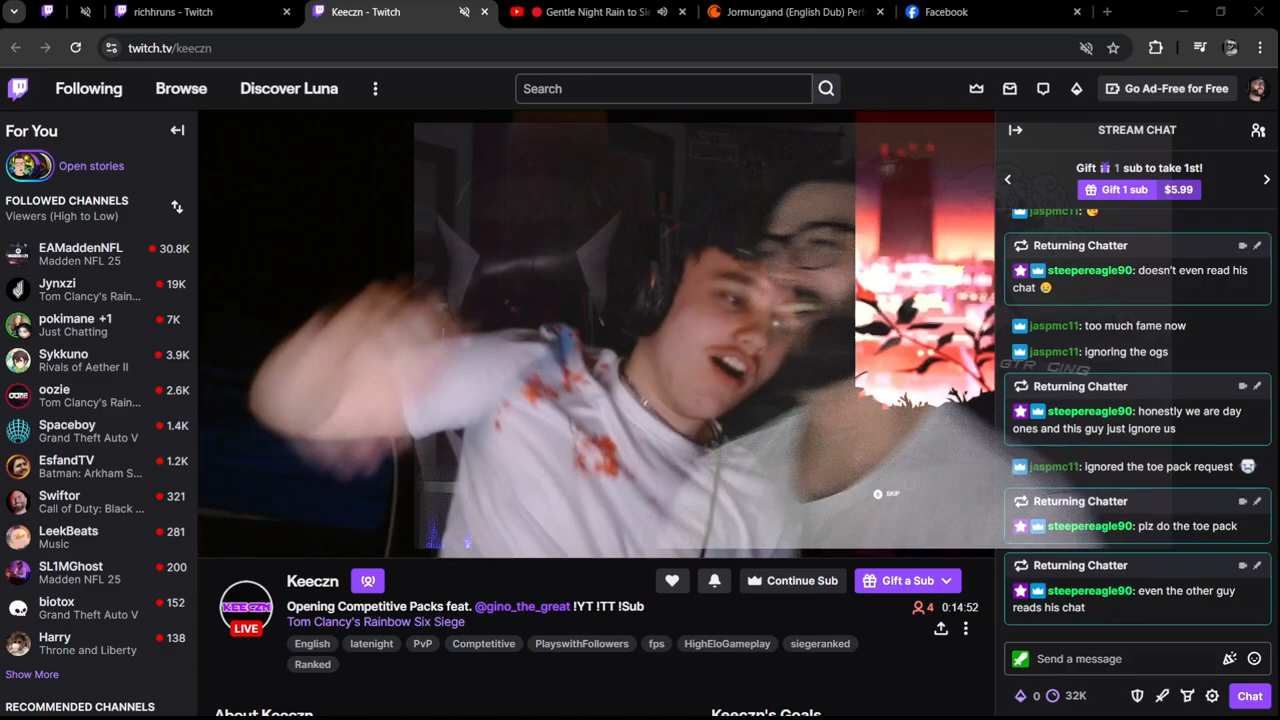 richhruns - Twitch
Keeczn - Twitch
Gentle Night Rain to Sle
Jormungand (English Dub) Perf
Facebook
twitch.tv/keeczn
Following
Browse
Discover Luna
Search
Go Ad-Free for Free
For You
Open stories
FOLLOWED CHANNELS
Viewers (High to Low)
EAMaddenNFL
30.8K
Madden NFL 25
Jynxzi
19K
Tom Clancy's Rain...
pokimane +1
7K
Just Chatting
Sykkuno
3.9K
Rivals of Aether II
oozie
2.6K
Tom Clancy's Rain...
Spaceboy
1.4K
Grand Theft Auto V
EsfandTV
1.2K
Batman: Arkham S...
Swiftor
321
Call of Duty: Black ...
LeekBeats
281
Music
SL1MGhost
200
Madden NFL 25
biotox
152
Grand Theft Auto V
Harry
138
Throne and Liberty
Show More
RECOMMENDED CHANNELS
SKIP
KEECZN
LIVE
Keeczn
Continue Sub
Gift a Sub
Opening Competitive Packs feat. @gino_the_great !YT !TT !Sub
Tom Clancy's Rainbow Six Siege
4
0:14:52
English
latenight
PvP
Comptetitive
PlayswithFollowers
fps
HighEloGameplay
siegeranked
Ranked
About Keeczn
Keeczn's Goals
STREAM CHAT
Gift 1 sub to take 1st!
Gift 1 sub
$5.99
jaspmc11:
Returning Chatter
steepereagle90: doesn't even read his
chat
jaspmc11: too much fame now
jaspmc11: ignoring the ogs
Returning Chatter
steepereagle90: honestly we are day
ones and this guy just ignore us
jaspmc11: ignored the toe pack request
Returning Chatter
steepereagle90: plz do the toe pack
Returning Chatter
steepereagle90: even the other guy
reads his chat
Send a message
0
32K
Chat